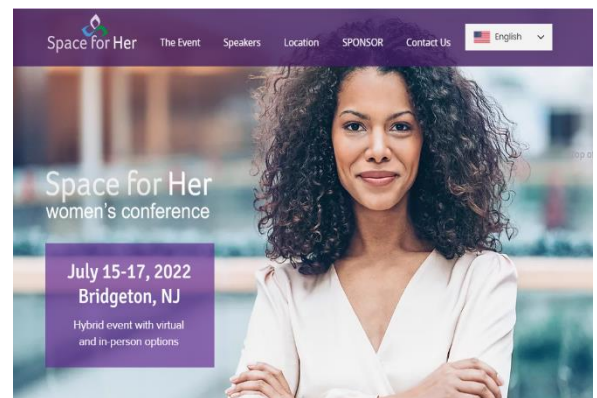 Space for Her
The Event
Speakers
Location
SPONSOR
Contact Us
English
Space for Her
women's conference
July 15-17, 2022
Bridgeton, NJ
Hybrid event with virtual
and in-person options